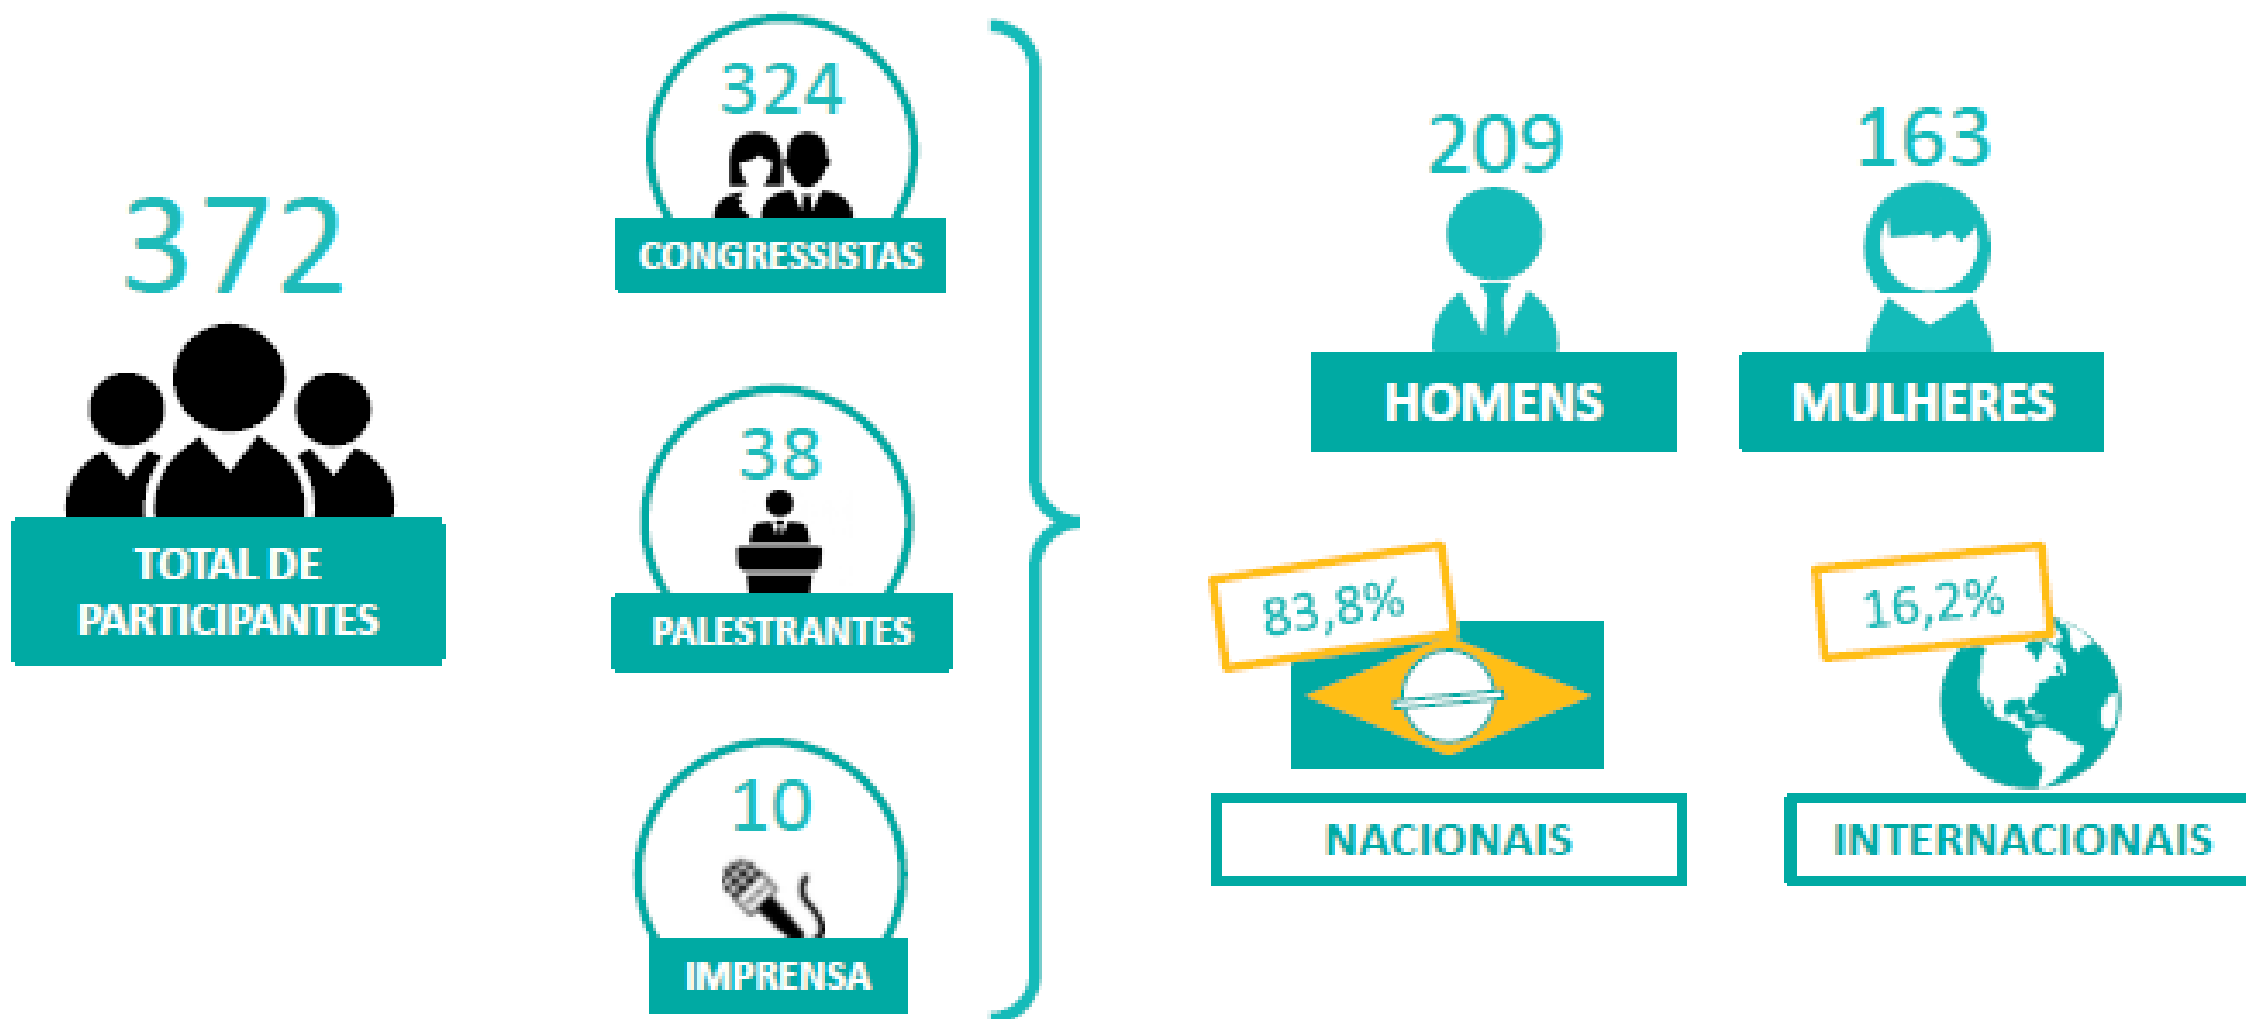 372
TOTAL DE
PARTICIPANTES
324
CONGRESSISTAS
38
PALESTRANTES
10
IMPRENSA
209
HOMENS
163
MULHERES
83,8%
NACIONAIS
16,2%
INTERNACIONAIS